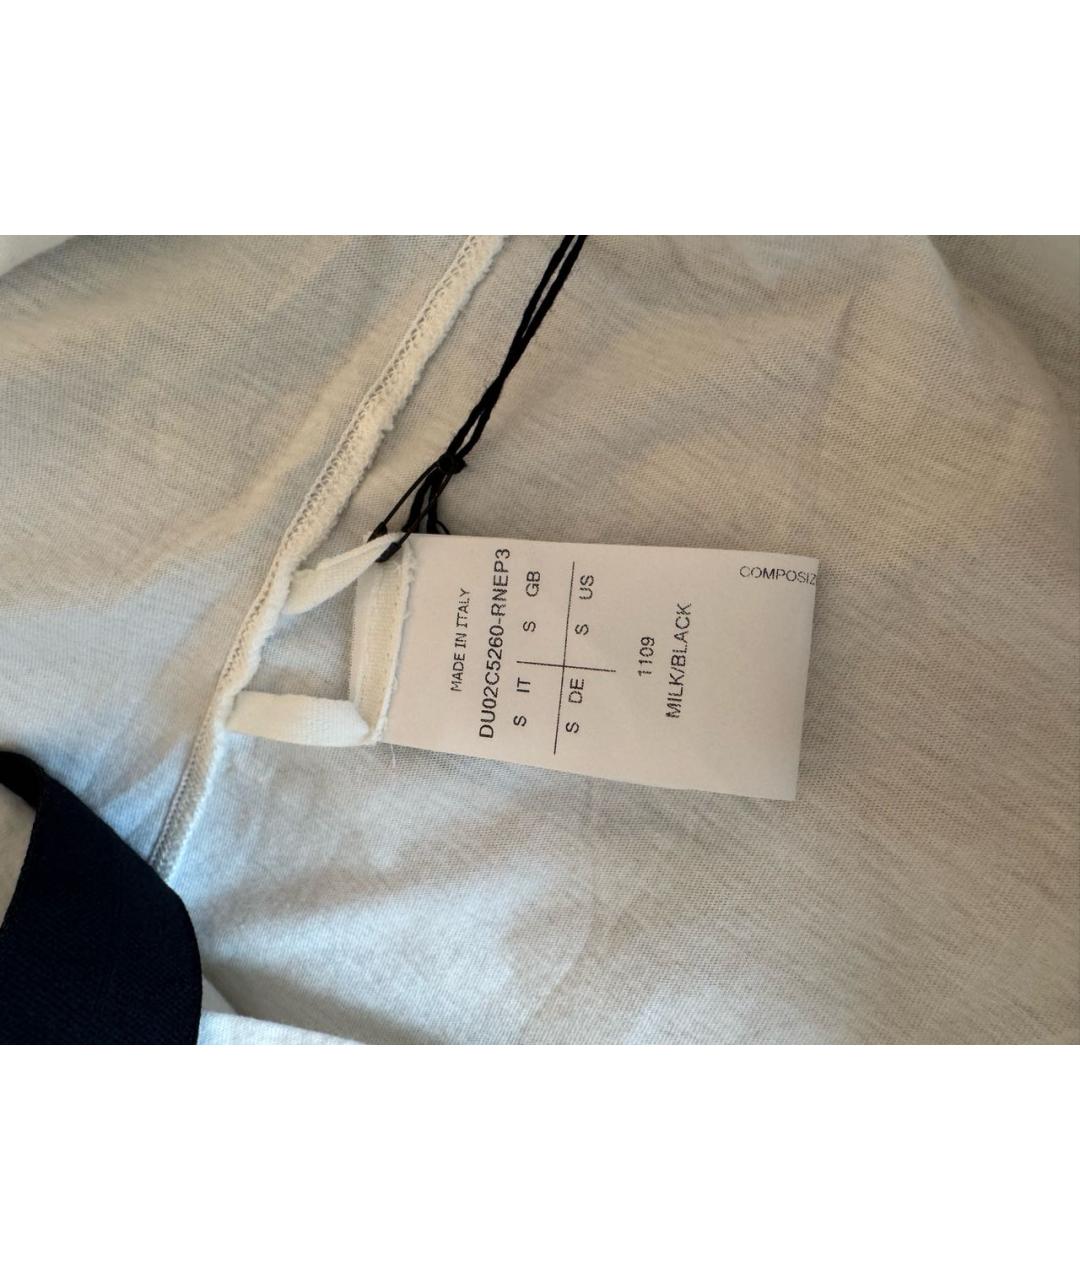 MADE IN ITALY
DU02C5260-RNEP3
S IT S GB
S DE S US
1109
MILK/BLACK
COMPOSIZ